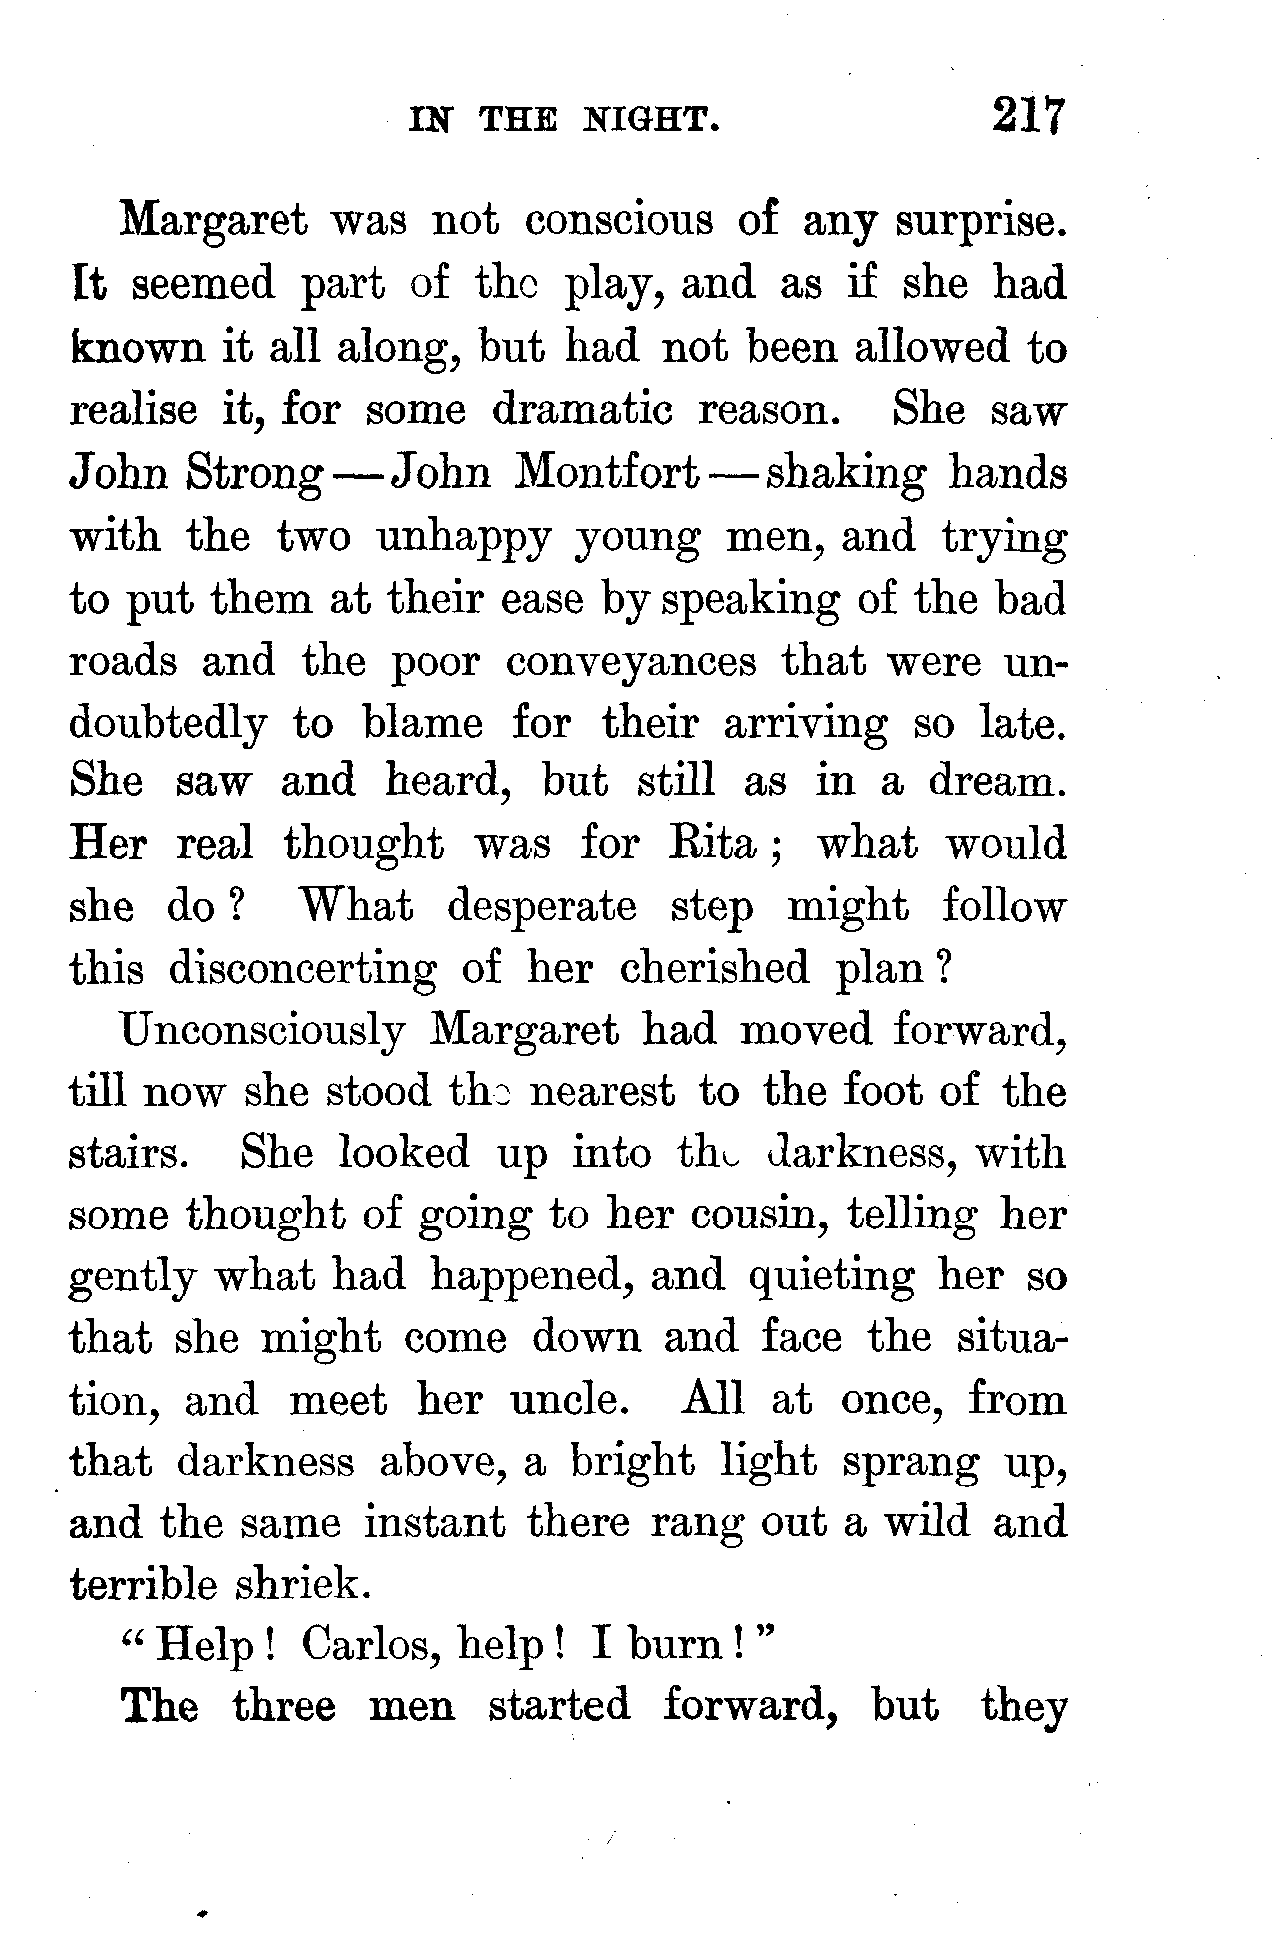 IN THE NIGHT. 217
Margaret was not conscious of any surprise.
It seemed part of the play, and as if she had
known it all along, but had not been allowed to
realise it, for some dramatic reason. She saw
John Strong—John Montfort—shaking hands
with the two unhappy young men, and trying
to put them at their ease by speaking of the bad
roads and the poor conveyances that were un-
doubtedly to blame for their arriving so late.
She saw and heard, but still as in a dream.
Her real thought was for Rita; what would
she do? What desperate step might follow
this disconcerting of her cherished plan?
Unconsciously Margaret had moved forward,
till now she stood the nearest to the foot of the
stairs. She looked up into the darkness, with
some thought of going to her cousin, telling her
gently what had happened, and quieting her so
that she might come down and face the situa-
tion, and meet her uncle. All at once, from
that darkness above, a bright light sprang up,
and the same instant there rang out a wild and
terrible shriek.
“Help! Carlos, help! I burn!”
The three men started forward, but they